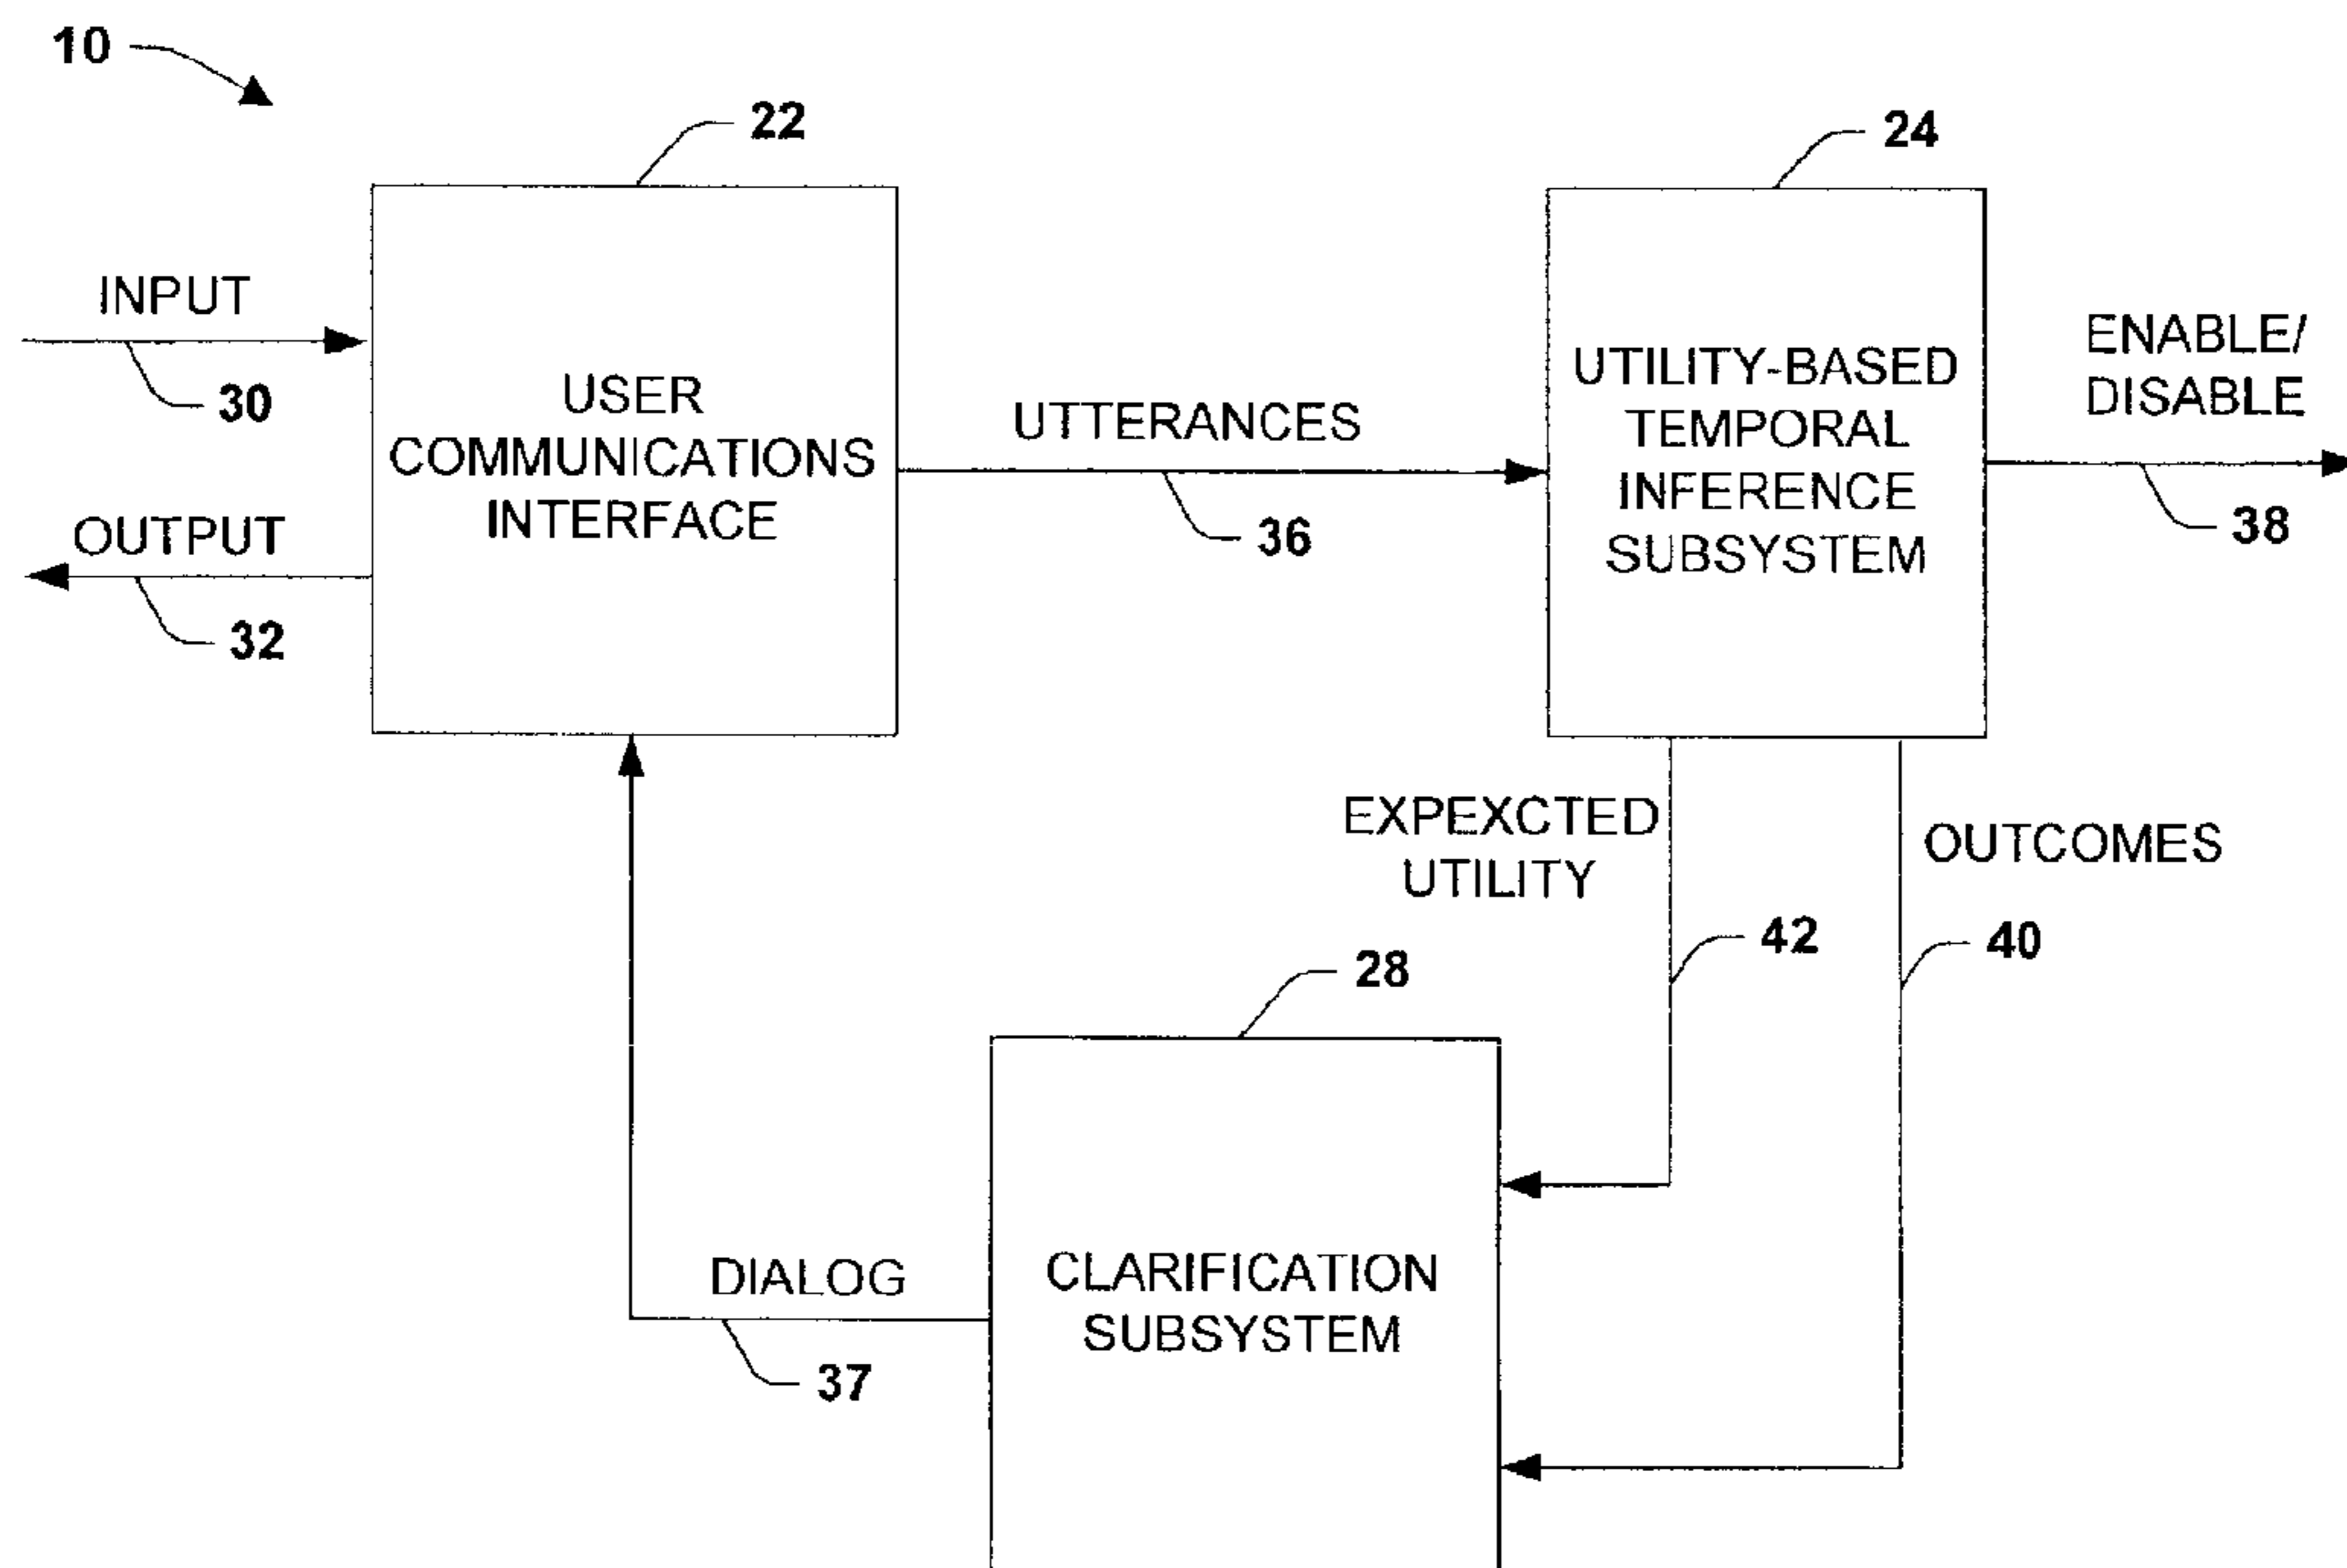 10
22
24
INPUT
30
USER
COMMUNICATIONS
INTERFACE
OUTPUT
32
UTTERANCES
36
UTILITY-BASED
TEMPORAL
INFERENCE
SUBSYSTEM
ENABLE/
DISABLE
38
EXPEXCTED
UTILITY
42
OUTCOMES
40
28
CLARIFICATION
SUBSYSTEM
DIALOG
37